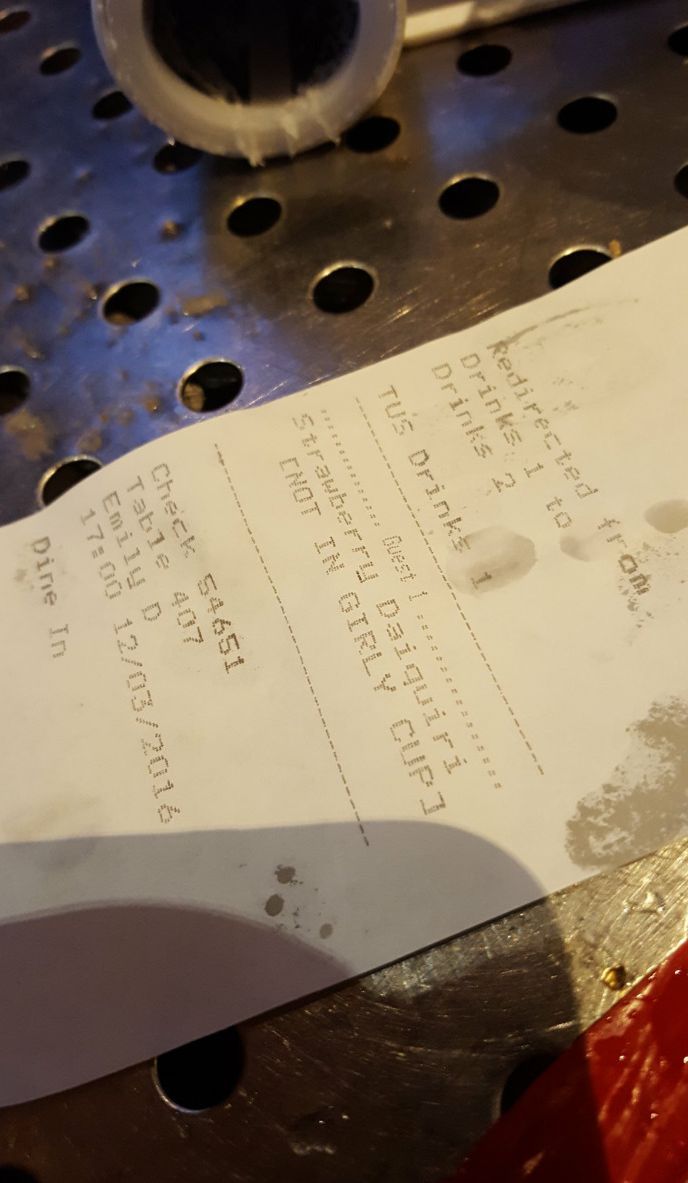 Redirected from
Drinks 1 to
Drinks 2
TUS Drinks 1
........... Guest 1 ...............
Strawberry Daiquiri
[NOT IN GIRLY CUP]
Check 54651
Table 407
Emily D
17:00 12/03/2016
Dine In